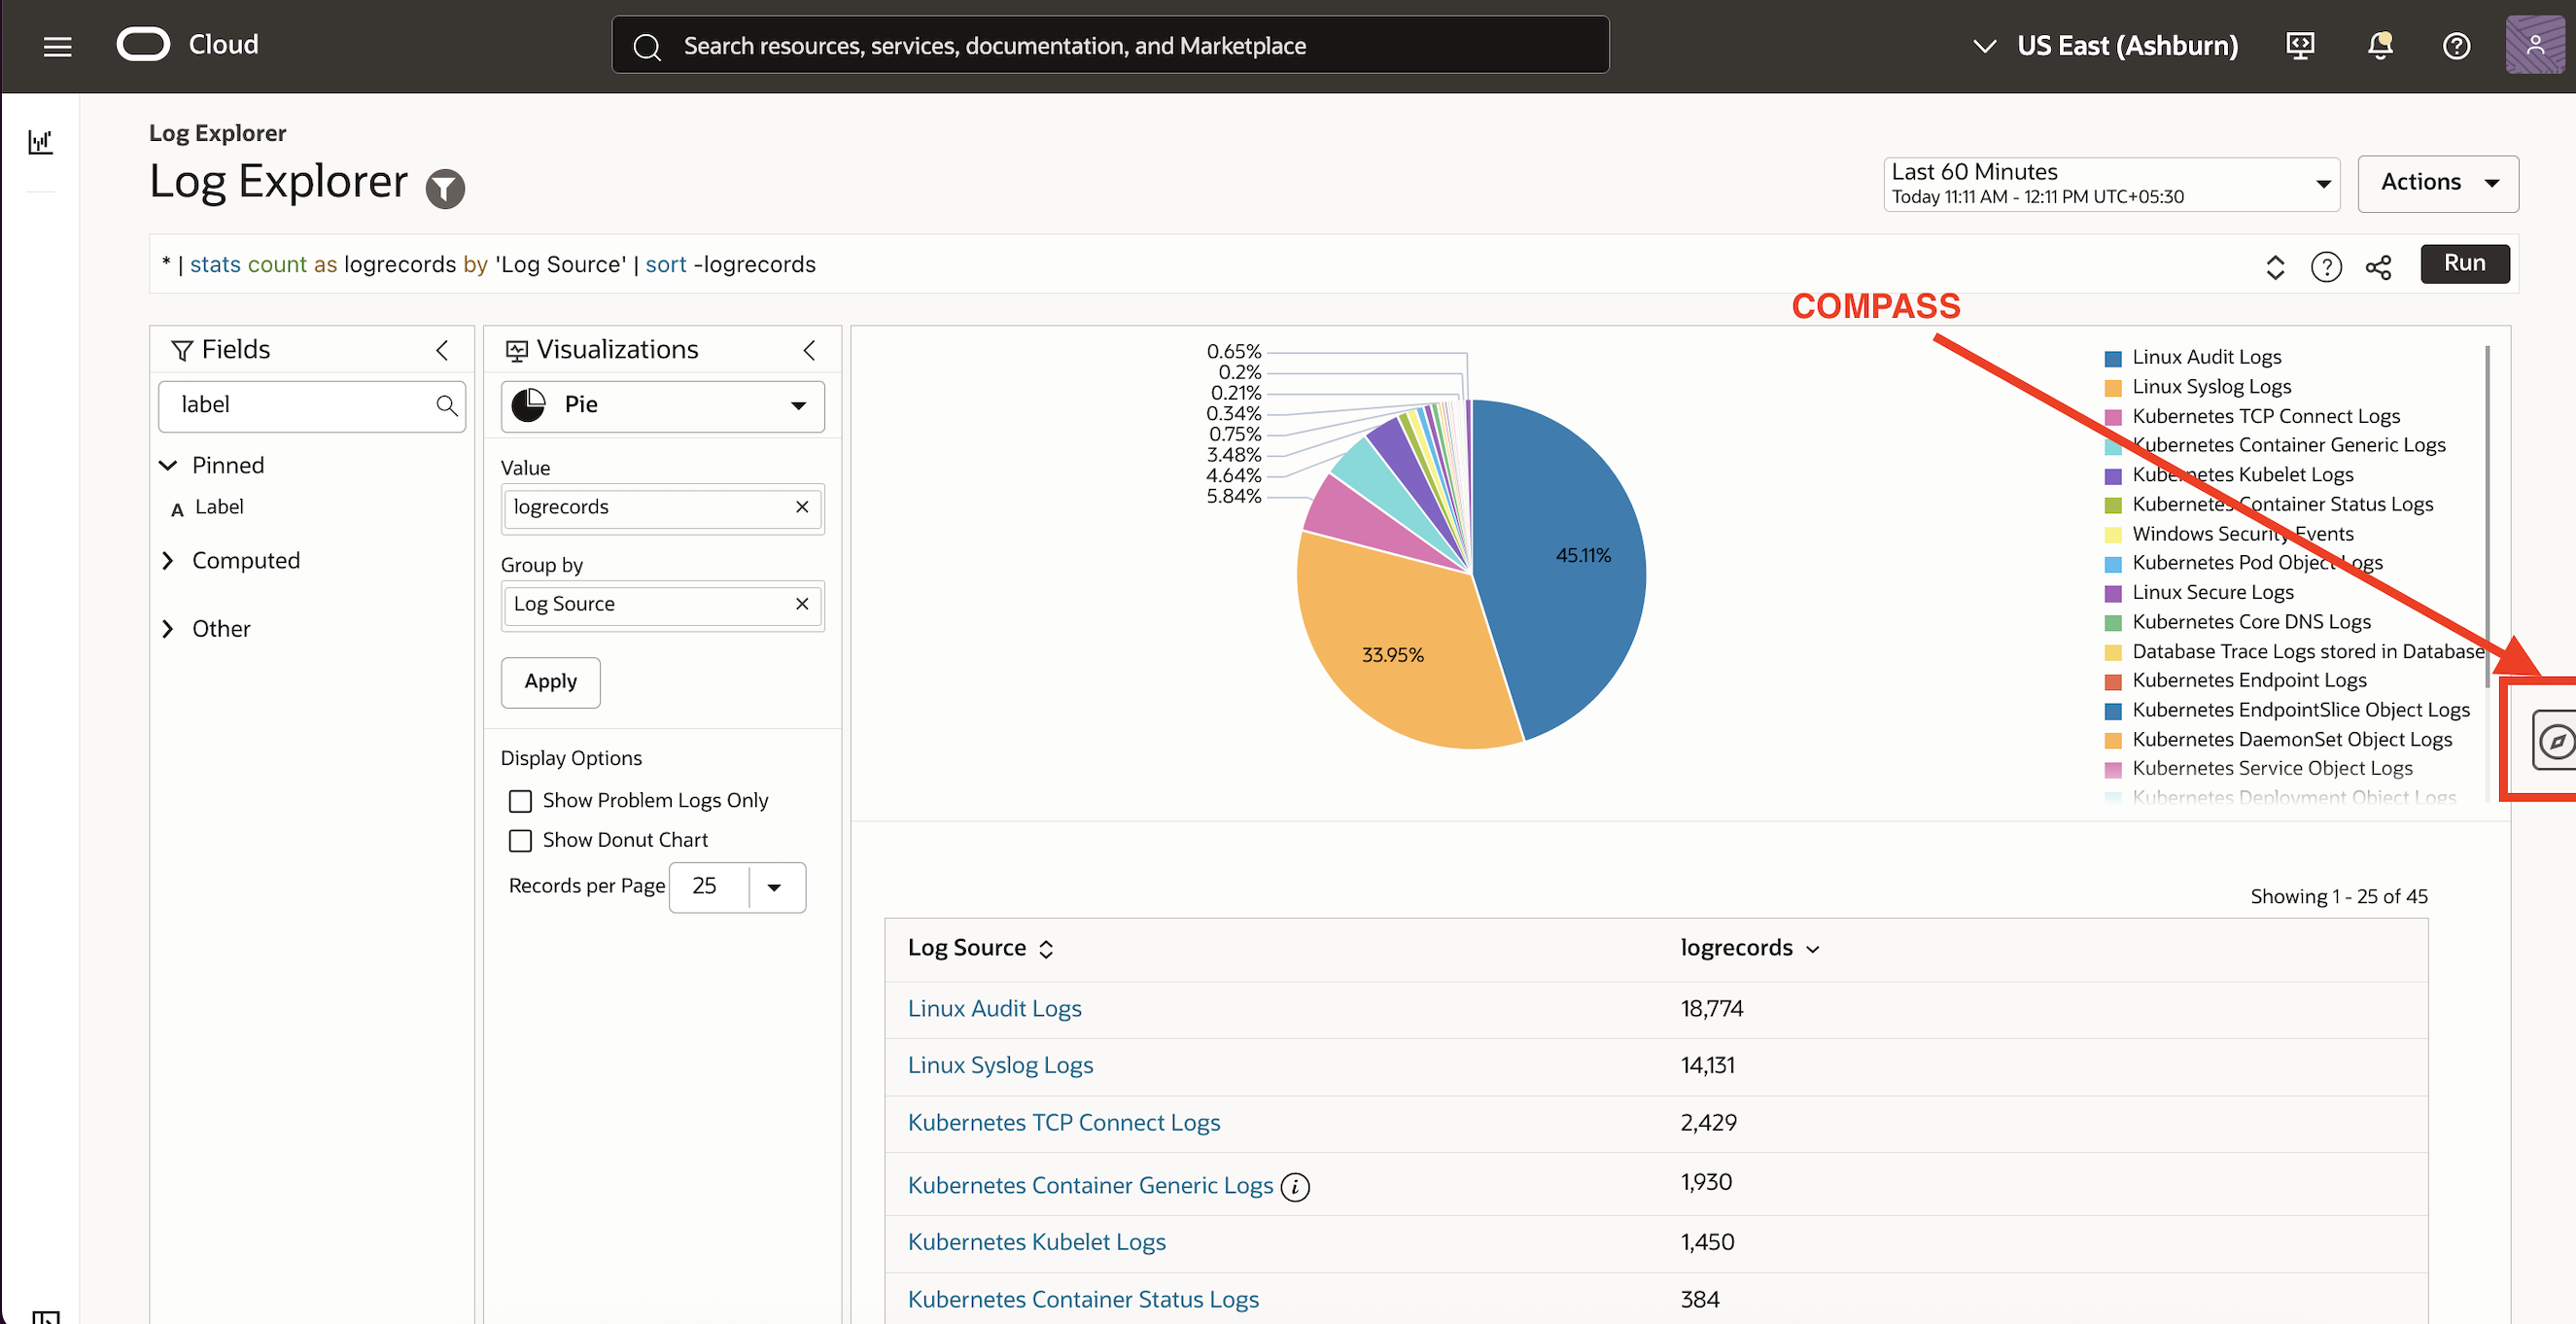 Cloud
Search resources, services, documentation, and Marketplace
US East (Ashburn)
Log Explorer
Log Explorer
Last 60 Minutes
Today 11:11 AM - 12:11 PM UTC+05:30
Actions
* | stats count as logrecords by 'Log Source' | sort -logrecords
Run
COMPASS
Fields
label
Pinned
A Label
Computed
Other
Visualizations
Pie
Value
logrecords
Group by
Log Source
Apply
Display Options
Show Problem Logs Only
Show Donut Chart
Records per Page 25
0.65%
0.2%
0.21%
0.34%
0.75%
3.48%
4.64%
5.84%
45.11%
33.95%
Linux Audit Logs
Linux Syslog Logs
Kubernetes TCP Connect Logs
Kubernetes Container Generic Logs
Kubernetes Kubelet Logs
Kubernetes Container Status Logs
Windows Security Events
Kubernetes Pod Object Logs
Linux Secure Logs
Kubernetes Core DNS Logs
Database Trace Logs stored in Database
Kubernetes Endpoint Logs
Kubernetes EndpointSlice Object Logs
Kubernetes DaemonSet Object Logs
Kubernetes Service Object Logs
Kubernetes Deployment Object Logs
Showing 1 - 25 of 45
Log Source logrecords
Linux Audit Logs 18,774
Linux Syslog Logs 14,131
Kubernetes TCP Connect Logs 2,429
Kubernetes Container Generic Logs 1,930
Kubernetes Kubelet Logs 1,450
Kubernetes Container Status Logs 384